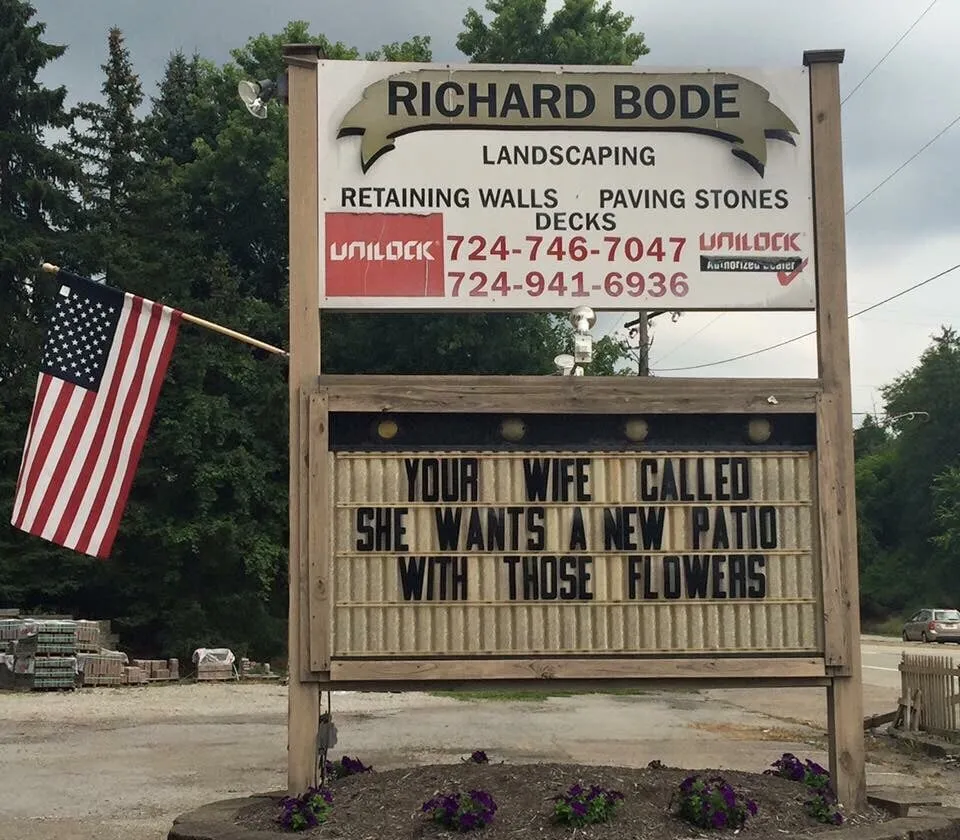 RICHARD BODE
LANDSCAPING
RETAINING WALLS · PAVING STONES
DECKS
UNILOCK 724-746-7047 UNILOCK
Authorized Dealer
724-941-6936
YOUR WIFE CALLED
SHE WANTS A NEW PATIO
WITH THOSE FLOWERS